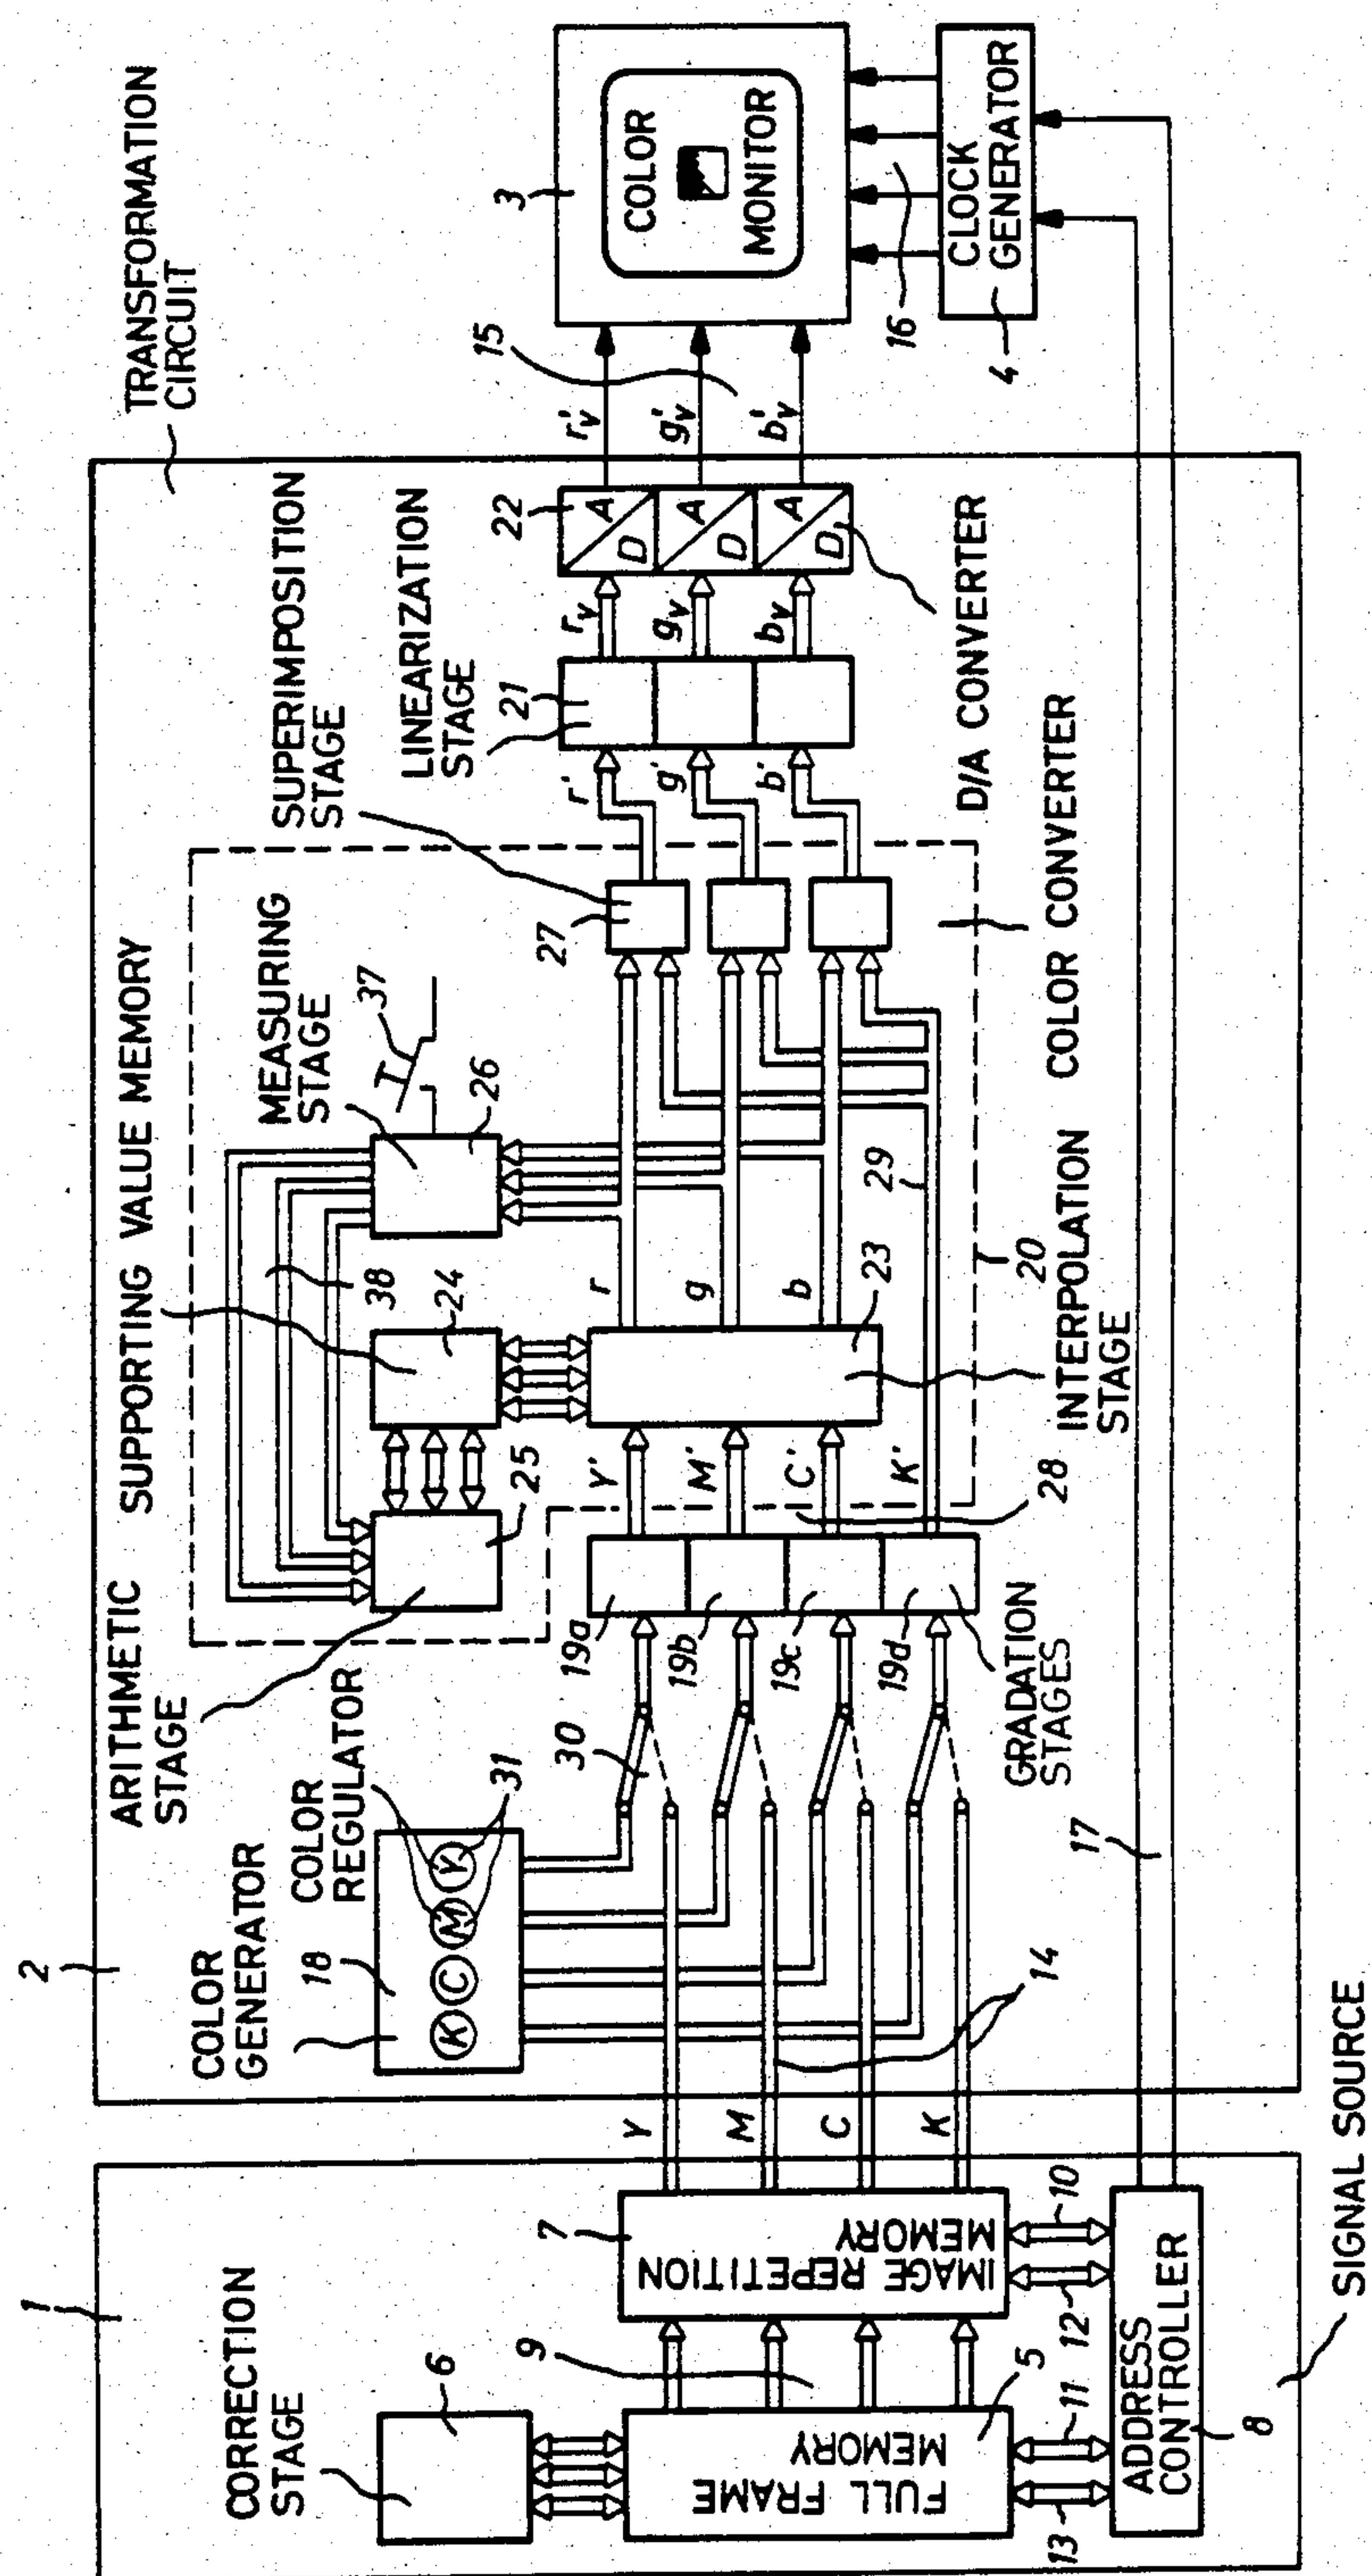 1
2
SIGNAL SOURCE
CORRECTION
STAGE
6
9
FULL FRAME
MEMORY
5
7
IMAGE REPETITION
MEMORY
13
11
12
10
ADDRESS
CONTROLLER
8
Y
M
C
K
14
17
COLOR
GENERATOR
18
K
C
M
Y
31
COLOR
REGULATOR
30
ARITHMETIC
STAGE
25
19a
19b
19c
19d
GRADATION
STAGES
28
Y'
M'
C'
K'
SUPPORTING VALUE MEMORY
24
38
r
g
b
23
INTERPOLATION
STAGE
20
29
MEASURING
STAGE
37
26
COLOR CONVERTER
27
SUPERIMPOSITION
STAGE
r'
g'
b'
LINEARIZATION
STAGE
21
rv
gv
bv
22
D
A
D
A
D
A
D/A CONVERTER
TRANSFORMATION
CIRCUIT
r'v
g'v
b'v
15
3
COLOR
MONITOR
16
CLOCK
GENERATOR
4